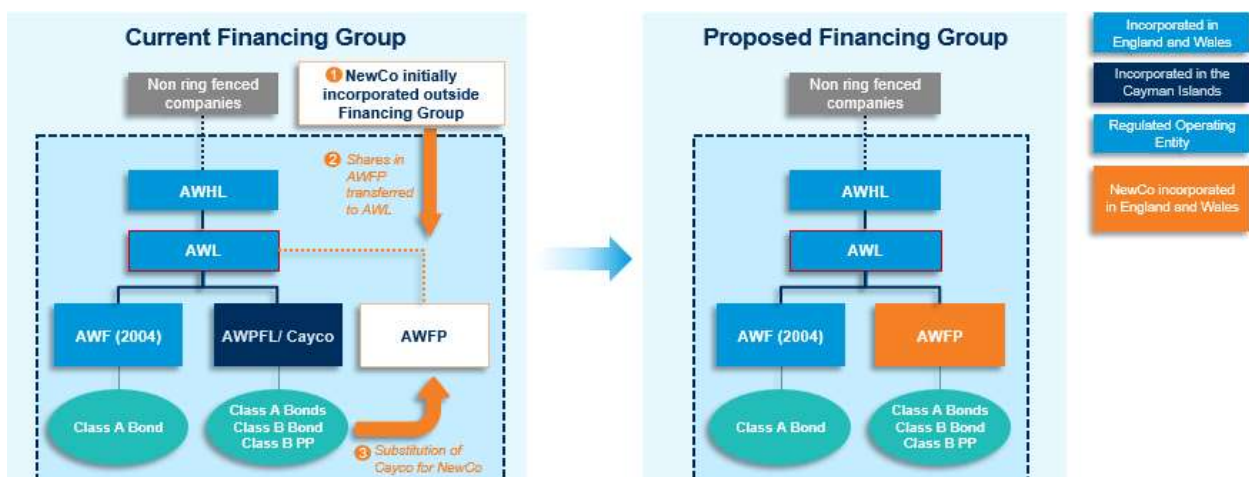 Current Financing Group
Non ring fenced
companies
1 NewCo initially
incorporated outside
Financing Group
2 Shares in
AWFP
transferred
to AWL
AWHL
AWL
AWF (2004)
AWPFL/ Cayco
AWFP
Class A Bond
Class A Bonds
Class B Bond
Class B PP
3 Substitution of
Cayco for NewCo
Proposed Financing Group
Non ring fenced
companies
AWHL
AWL
AWF (2004)
AWFP
Class A Bond
Class A Bonds
Class B Bond
Class B PP
Incorporated in
England and Wales
Incorporated in the
Cayman Islands
Regulated Operating
Entity
NewCo incorporated
in England and Wales